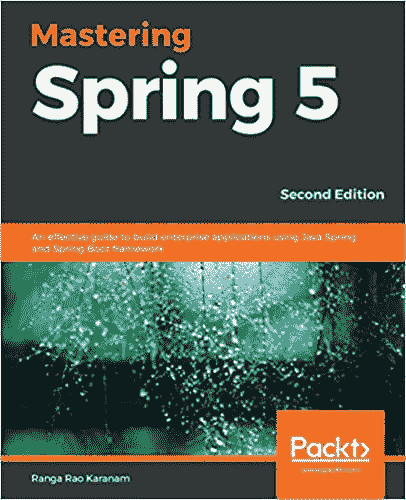 Mastering
Spring 5
Second Edition
An effective guide to build enterprise applications using Java Spring
and Spring Boot framework
Packt>
Ranga Rao Karanam